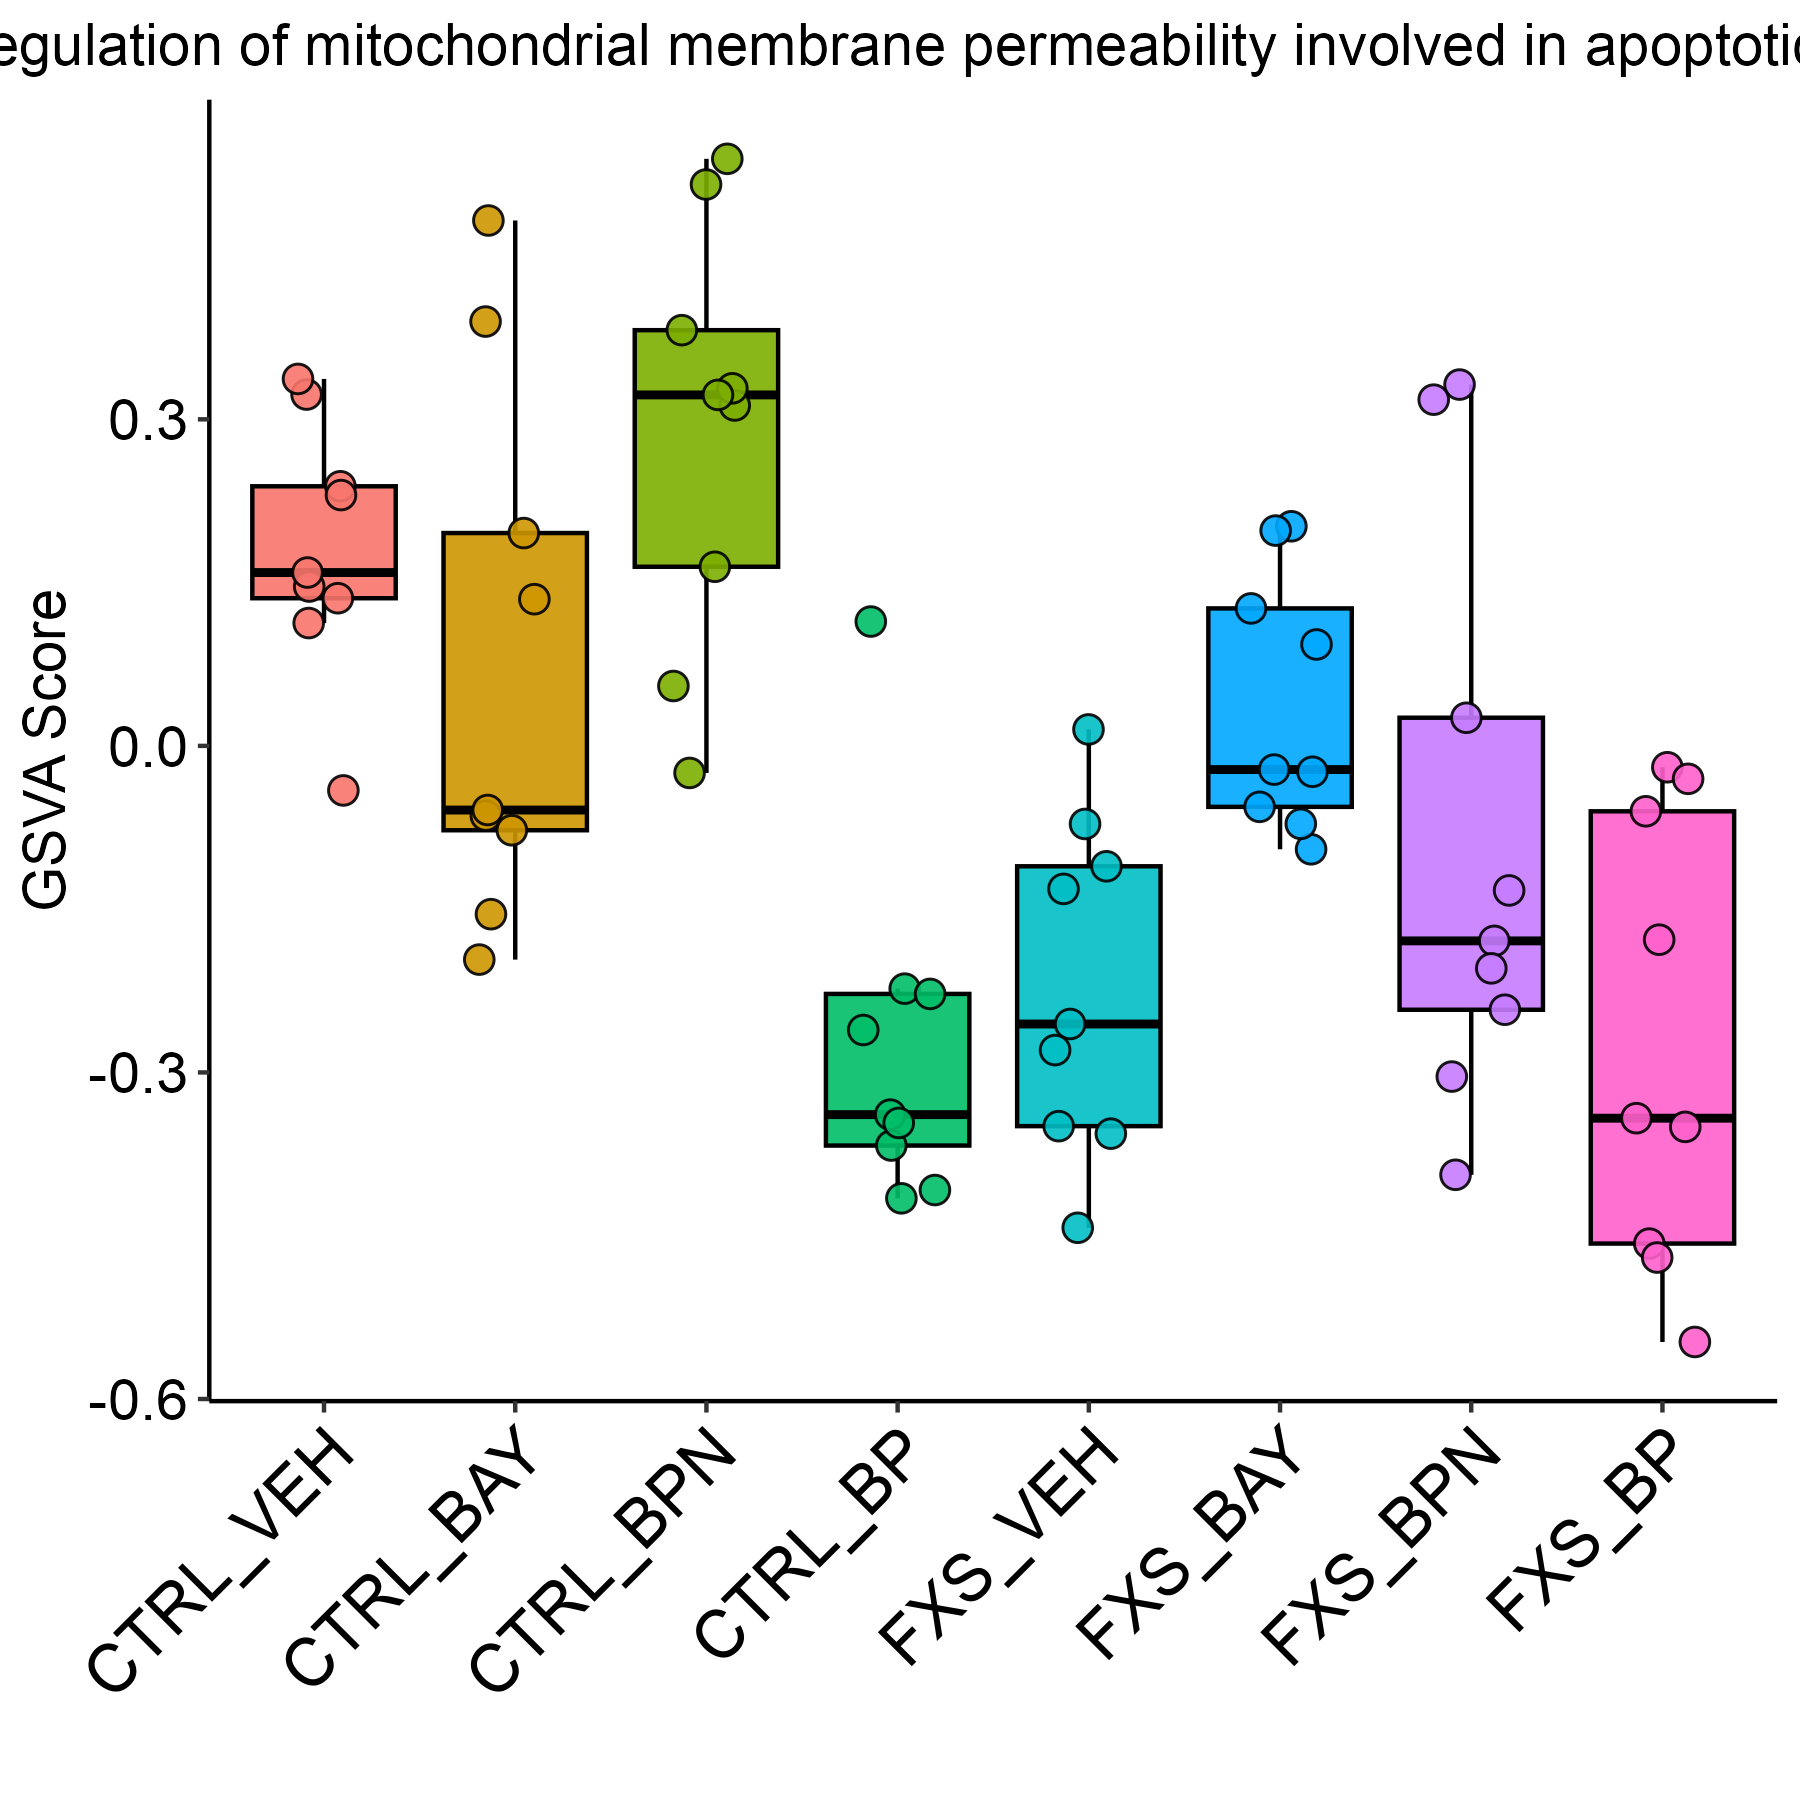 egulation of mitochondrial membrane permeability involved in apoptotic
GSVA Score
0.3
0.0
-0.3
-0.6
CTRL_VEH
CTRL_BAY
CTRL_BPN
CTRL_BP
FXS_VEH
FXS_BAY
FXS_BPN
FXS_BP